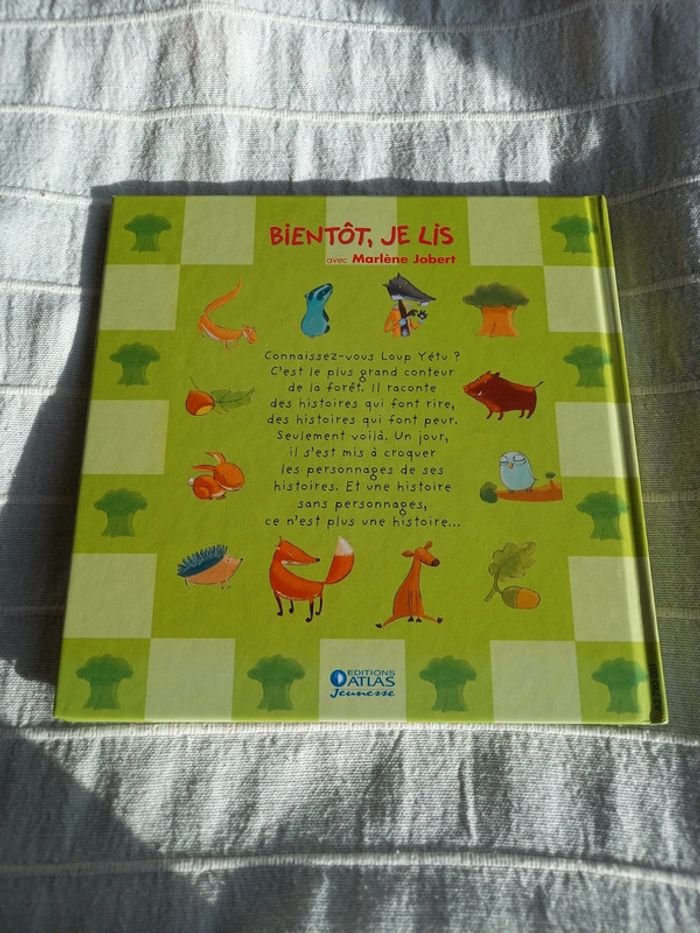 BiENTÔT, JE LiS
avec Marlène Jobert
Connaissez-vous Loup Yétu ?
C'est le plus grand conteur
de la forêt. Il raconte
des histoires qui font rire,
des histoires qui font peur.
Seulement voilà. Un jour,
il s'est mis à croquer
les personnages de ses
histoires. Et une histoire
sans personnages,
ce n'est plus une histoire...
EDITIONS
ATLAS
Jeunesse